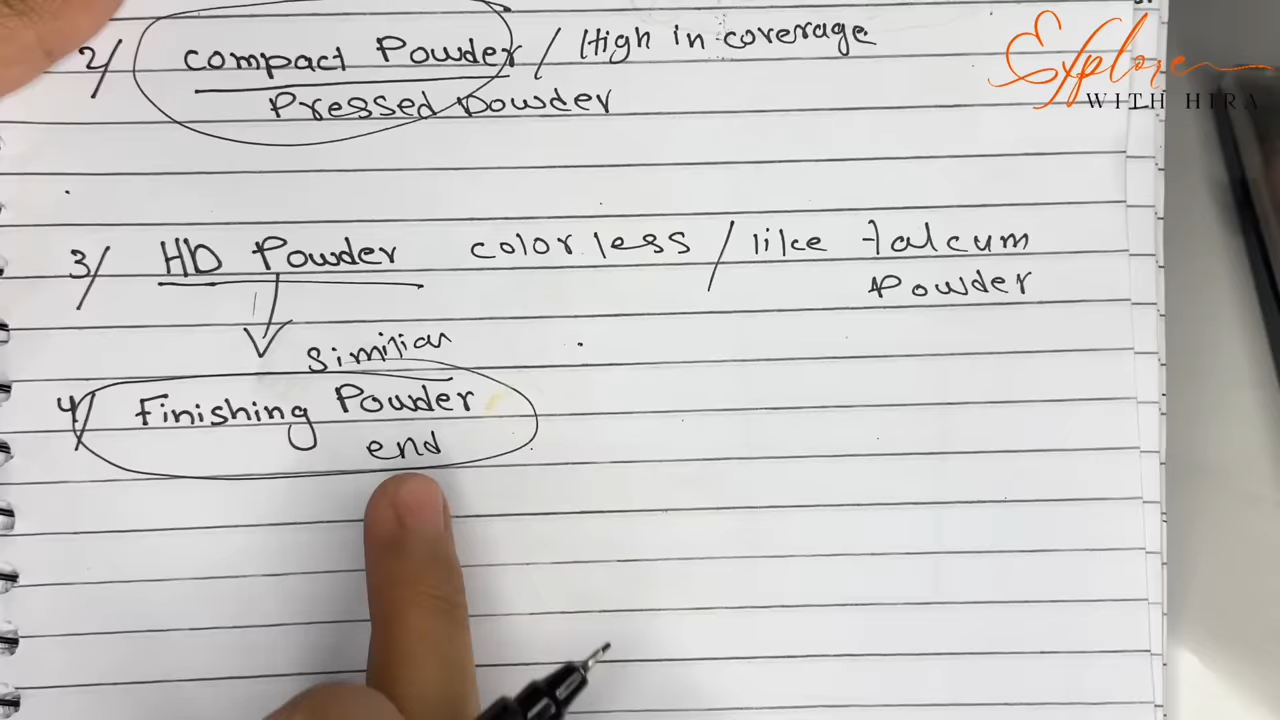 2/ Compact Powder / High in coverage
Pressed powder
3/ HD Powder colorless / like talcum
Powder
Similiar
4/ Finishing Powder
end
Explore
WITH HIRA